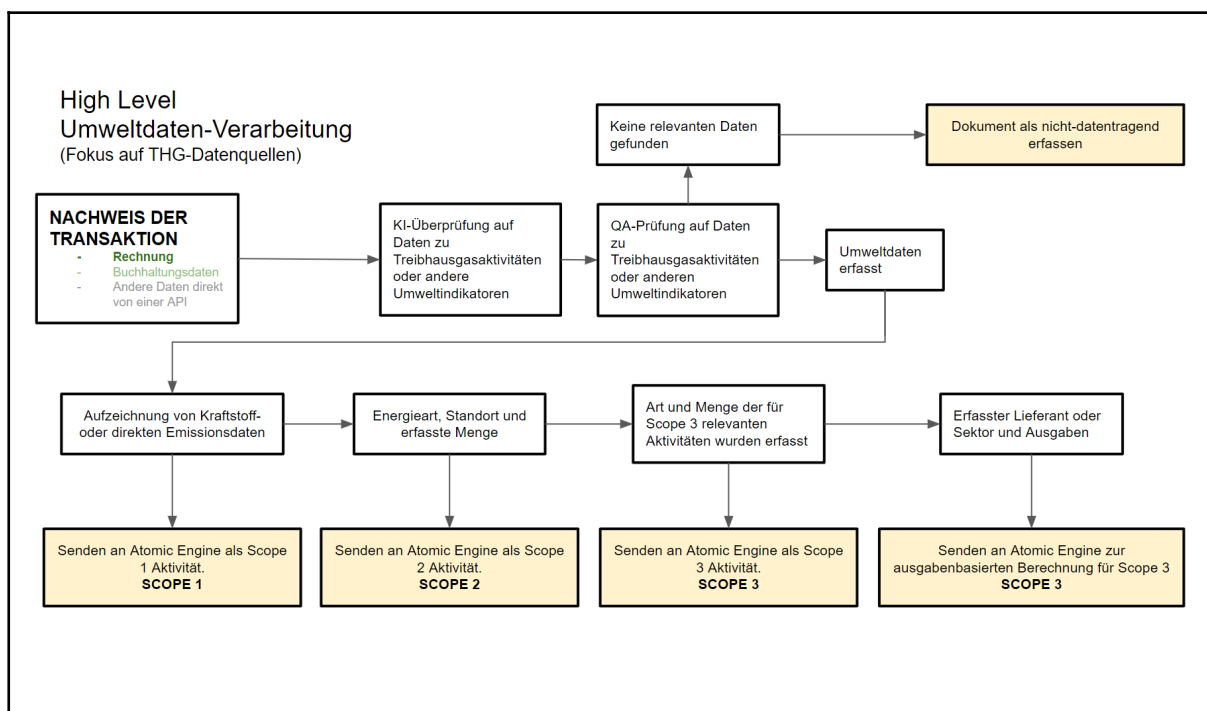 High Level
Umweltdaten-Verarbeitung
(Fokus auf THG-Datenquellen)
Keine relevanten Daten
gefunden
Dokument als nicht-datentragend
erfassen
NACHWEIS DER
TRANSAKTION
- Rechnung
- Buchhaltungsdaten
- Andere Daten direkt
von einer API
KI-Überprüfung auf
Daten zu
Treibhausgasaktivitäten
oder andere
Umweltindikatoren
QA-Prüfung auf Daten
zu
Treibhausgasaktivitäten
oder anderen
Umweltindikatoren
Umweltdaten
erfasst
Aufzeichnung von Kraftstoff-
oder direkten Emissionsdaten
Energieart, Standort und
erfasste Menge
Art und Menge der für
Scope 3 relevanten
Aktivitäten wurden erfasst
Erfasster Lieferant oder
Sektor und Ausgaben
Senden an Atomic Engine als Scope
1 Aktivität.
SCOPE 1
Senden an Atomic Engine als Scope
2 Aktivität.
SCOPE 2
Senden an Atomic Engine als Scope
3 Aktivität.
SCOPE 3
Senden an Atomic Engine zur
ausgabenbasierten Berechnung für Scope 3
SCOPE 3